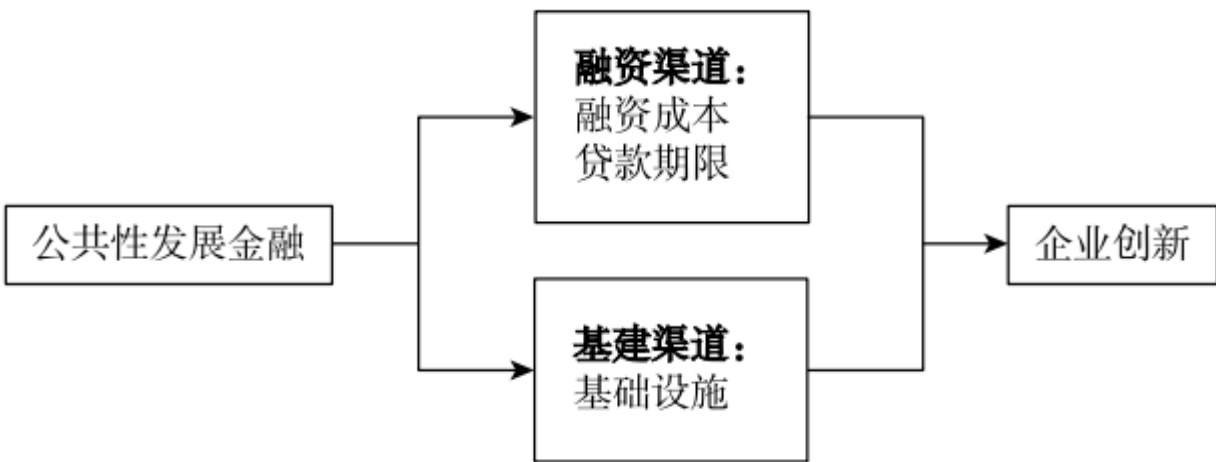 公共性发展金融
融资渠道：
融资成本
贷款期限
基建渠道：
基础设施
企业创新